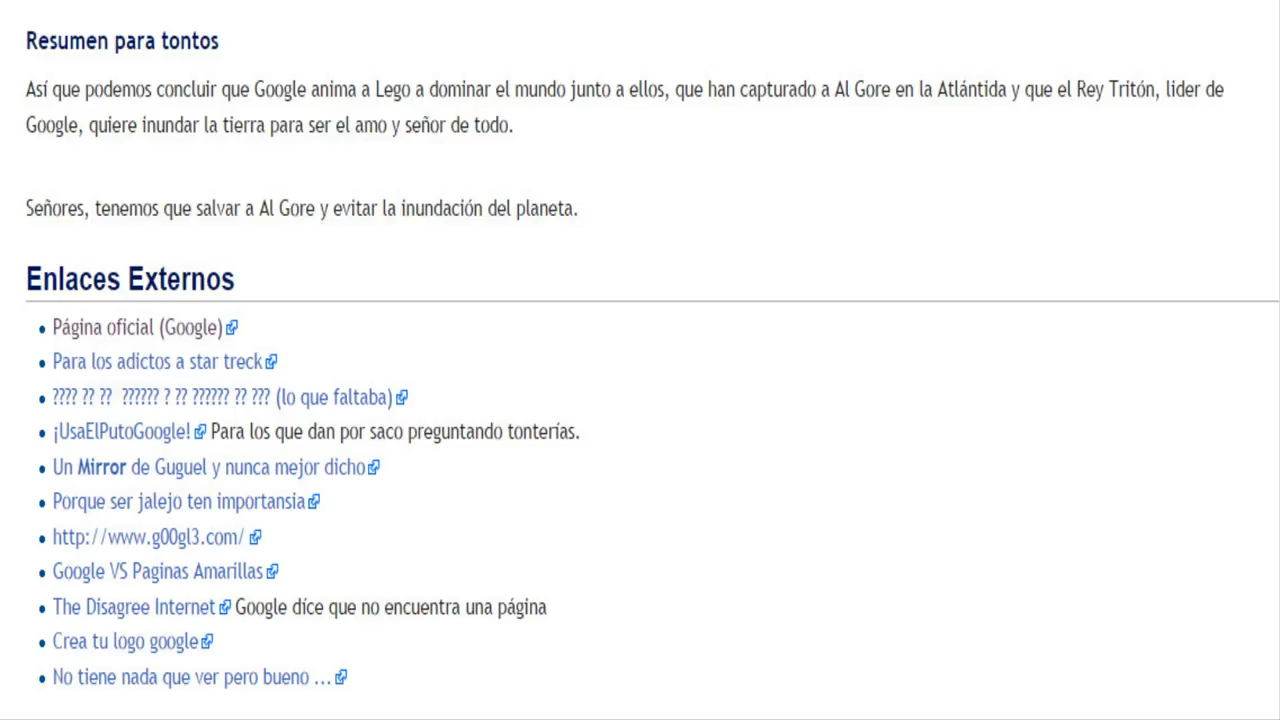 Resumen para tontos
Así que podemos concluir que Google anima a Lego a dominar el mundo junto a ellos, que han capturado a Al Gore en la Atlántida y que el Rey Tritón, lider de
Google, quiere inundar la tierra para ser el amo y señor de todo.
Señores, tenemos que salvar a Al Gore y evitar la inundación del planeta.
Enlaces Externos
• Página oficial (Google)
• Para los adictos a star treck
• ???? ?? ??  ?????? ? ?? ?????? ?? ??? (lo que faltaba)
• ¡UsaElPutoGoogle! Para los que dan por saco preguntando tonterías.
• Un Mirror de Guguel y nunca mejor dicho
• Porque ser jalejo ten importansia
• http://www.g00gl3.com/
• Google VS Paginas Amarillas
• The Disagree Internet Google díce que no encuentra una página
• Crea tu logo google
• No tiene nada que ver pero bueno ...